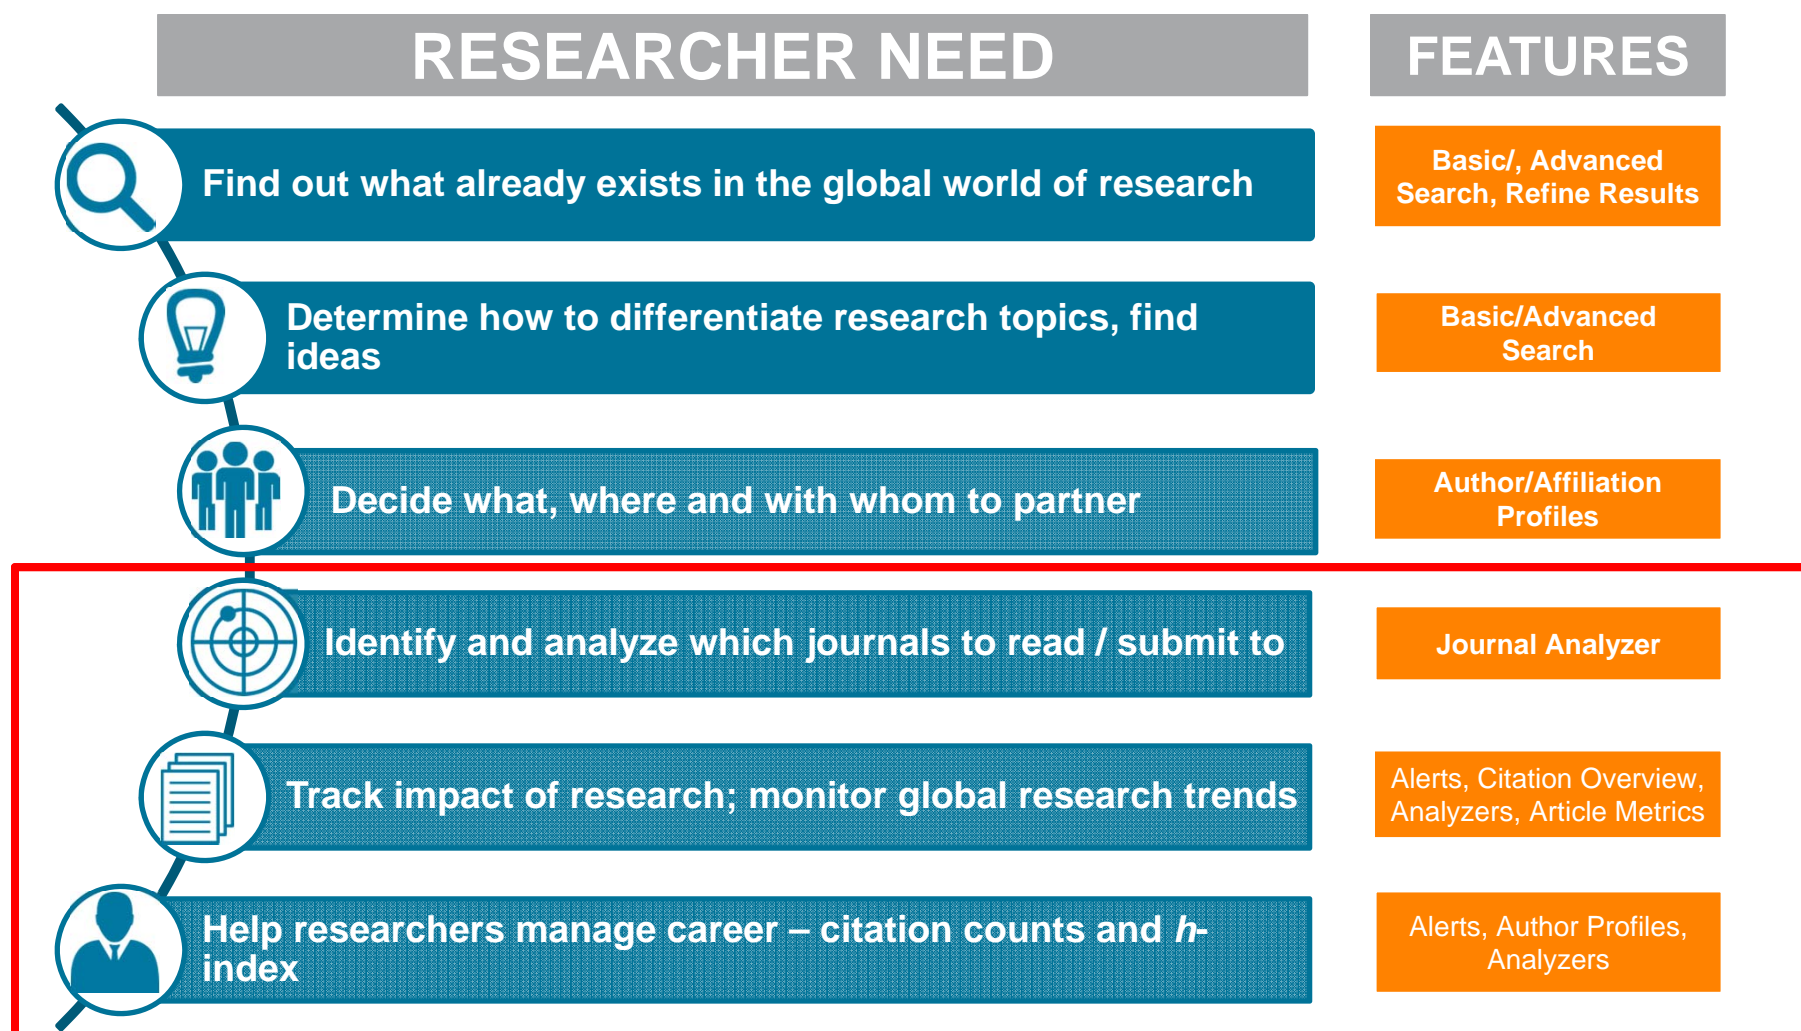 RESEARCHER NEED
FEATURES
Find out what already exists in the global world of research
Basic/, Advanced
Search, Refine Results
Determine how to differentiate research topics, find
ideas
Basic/Advanced
Search
Decide what, where and with whom to partner
Author/Affiliation
Profiles
Identify and analyze which journals to read / submit to
Journal Analyzer
Track impact of research; monitor global research trends
Alerts, Citation Overview,
Analyzers, Article Metrics
Help researchers manage career – citation counts and h-
index
Alerts, Author Profiles,
Analyzers